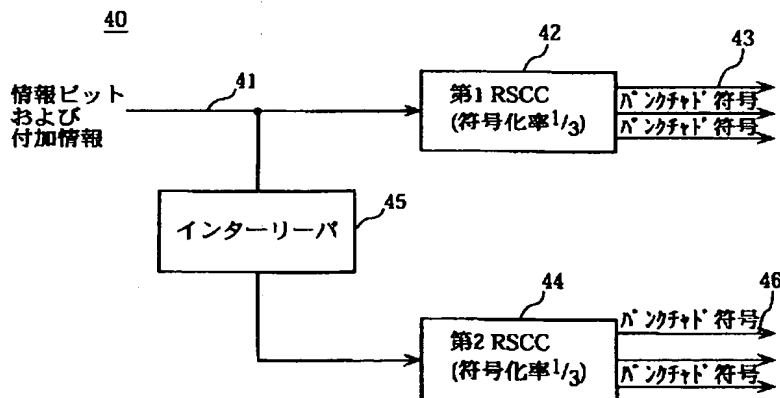 40
情報ビット
および
付加情報
41
42
第1 RSCC
(符号化率1/3)
43
パンクチャド符号
パンクチャド符号
インターリーバ
45
44
第2 RSCC
(符号化率1/3)
46
パンクチャド符号
パンクチャド符号